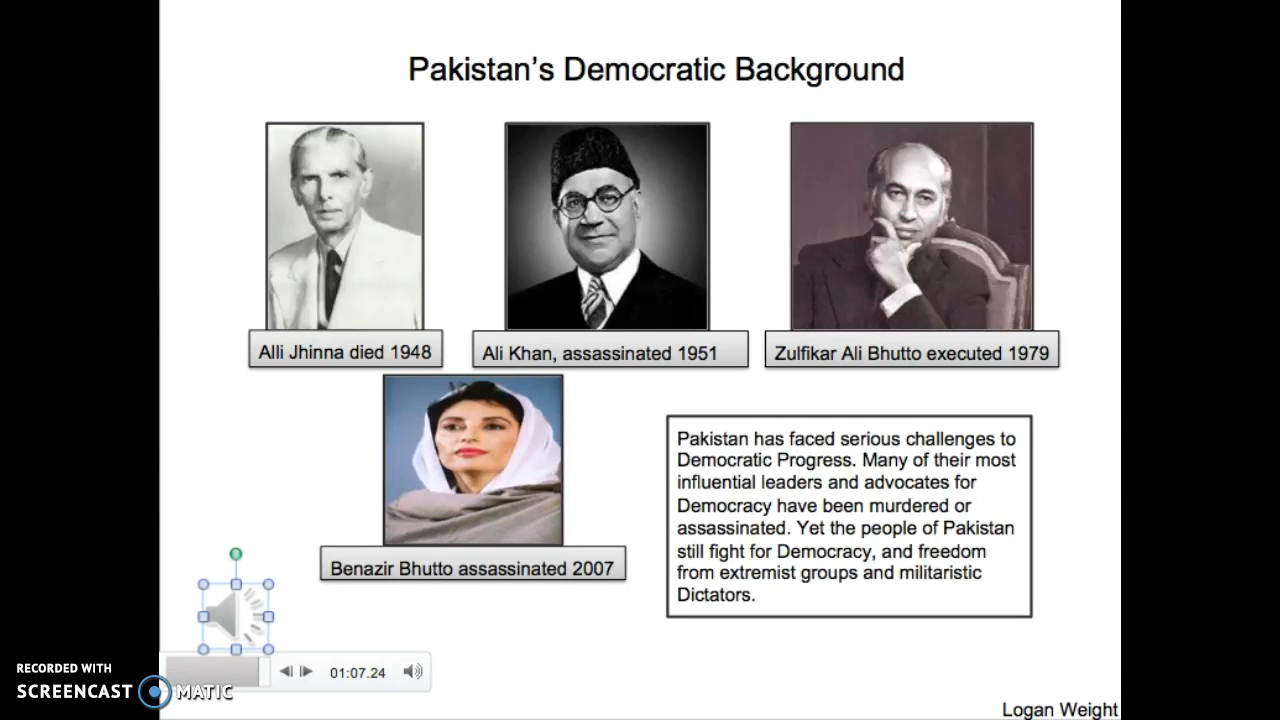 Pakistan's Democratic Background
Alli Jhinna died 1948
Ali Khan, assassinated 1951
Zulfikar Ali Bhutto executed 1979
Benazir Bhutto assassinated 2007
Pakistan has faced serious challenges to
Democratic Progress. Many of their most
influential leaders and advocates for
Democracy have been murdered or
assassinated. Yet the people of Pakistan
still fight for Democracy, and freedom
from extremist groups and militaristic
Dictators.
01:07.24
RECORDED WITH
SCREENCAST MATIC
Logan Weight